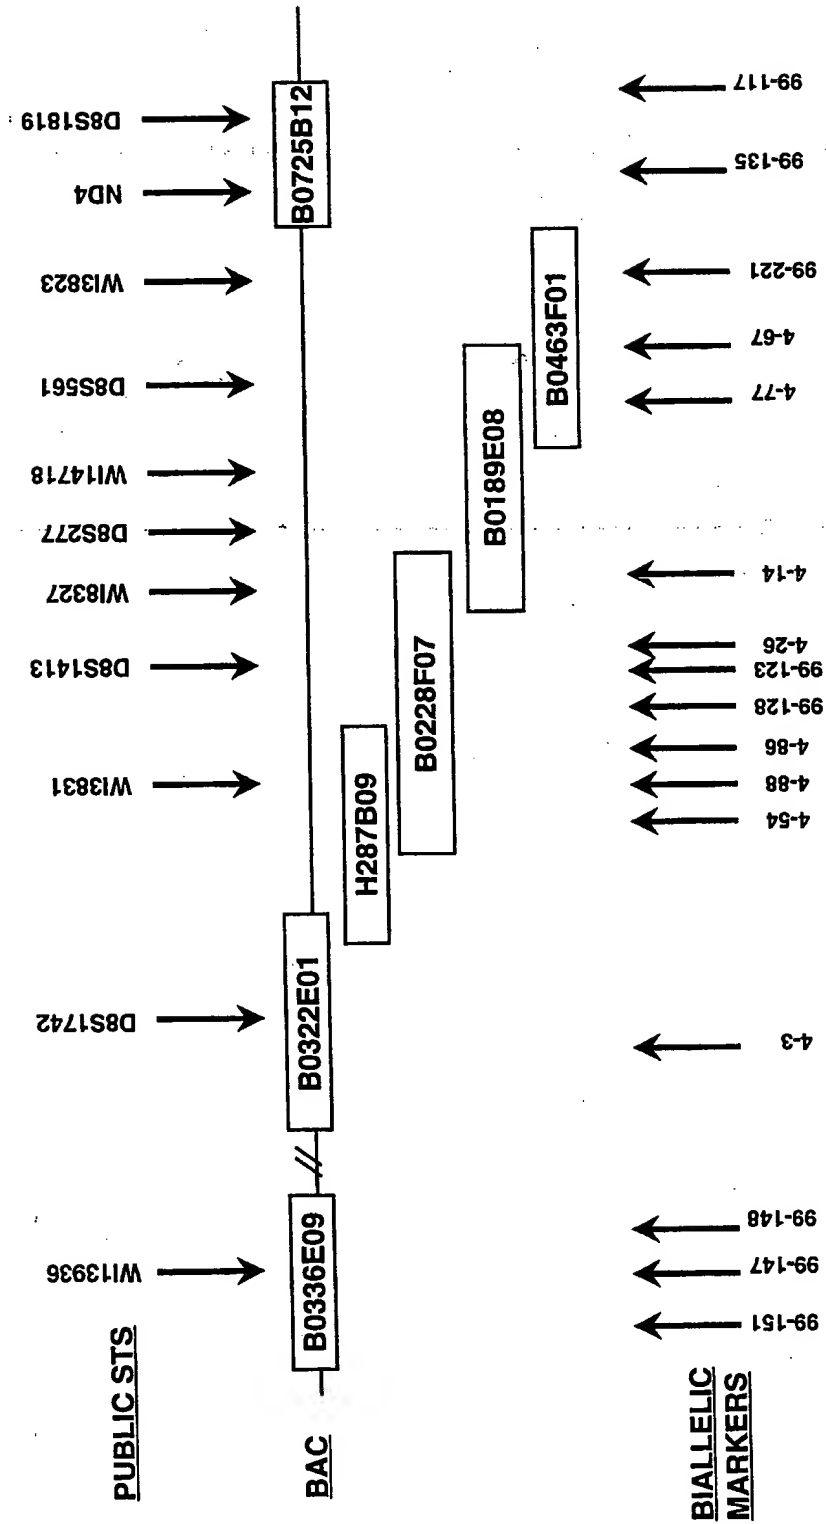 PUBLIC STS
WI13936
D8S1742
WI3831
D8S1413
WI8327
D8S277
WI14718
D8S561
WI3823
ND4
D8S1819
BAC
B0336E09
//
B0322E01
H287B09
B0228F07
B0189E08
B0463F01
B0725B12
BIALLELIC
MARKERS
99-151
99-147
99-148
4-3
4-54
4-88
4-86
99-128
99-123
4-26
4-14
4-77
4-67
99-221
99-135
99-117